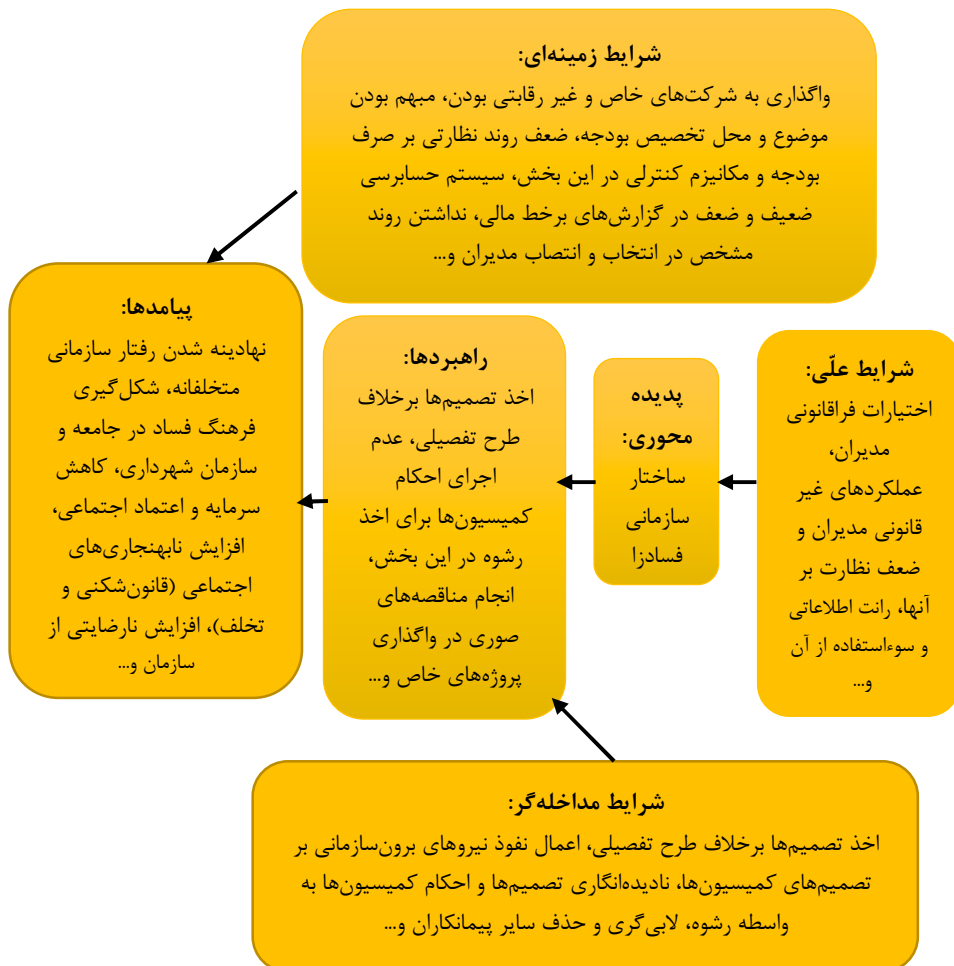 شرایط زمینه‌ای:
واگذاری به شرکت‌های خاص و غیر رقابتی بودن، مبهم بودن
موضوع و محل تخصیص بودجه، ضعف روند نظارتی بر صرف
بودجه و مکانیزم کنترلی در این بخش، سیستم حسابرسی
ضعیف و ضعف در گزارش‌های برخط مالی، نداشتن روند
مشخص در انتخاب و انتصاب مدیران و...
شرایط علّی:
اختیارات فراقانونی
مدیران،
عملکردهای غیر
قانونی مدیران و
ضعف نظارت بر
آنها، رانت اطلاعاتی
و سوءاستفاده از آن
و...
پدیده
محوری:
ساختار
سازمانی
فسادزا
راهبردها:
اخذ تصمیم‌ها برخلاف
طرح تفصیلی، عدم
اجرای احکام
کمیسیون‌ها برای اخذ
رشوه در این بخش،
انجام مناقصه‌های
صوری در واگذاری
پروژه‌های خاص و...
پیامدها:
نهادینه شدن رفتار سازمانی
متخلفانه، شکل‌گیری
فرهنگ فساد در جامعه و
سازمان شهرداری، کاهش
سرمایه و اعتماد اجتماعی،
افزایش نابهنجاری‌های
اجتماعی (قانون‌شکنی و
تخلف)، افزایش نارضایتی از
سازمان و...
شرایط مداخله‌گر:
اخذ تصمیم‌ها برخلاف طرح تفصیلی، اعمال نفوذ نیروهای برون‌سازمانی بر
تصمیم‌های کمیسیون‌ها، نادیده‌انگاری تصمیم‌ها و احکام کمیسیون‌ها به
واسطه رشوه، لابی‌گری و حذف سایر پیمانکاران و...